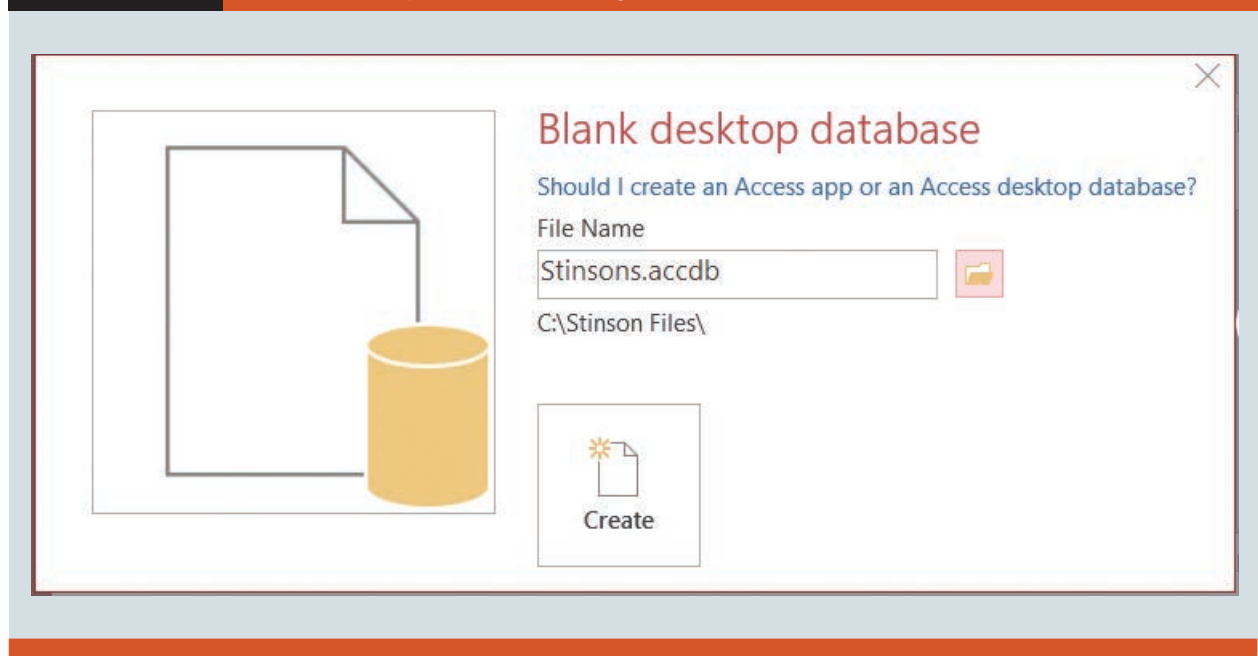 Blank desktop database
Should I create an Access app or an Access desktop database?
File Name
Stinsons.accdb
C:\Stinson Files\
Create